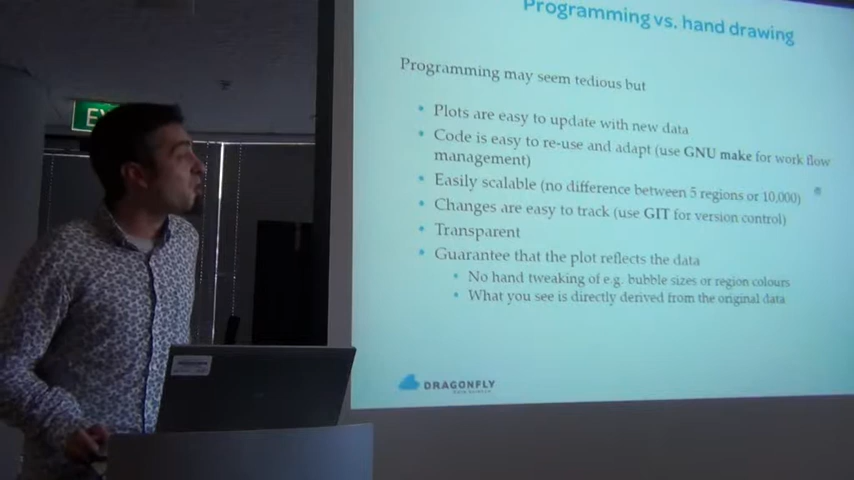 Programming vs. hand drawing
Programming may seem tedious but
• Plots are easy to update with new data
• Code is easy to re-use and adapt (use GNU make for work flow
management)
• Easily scalable (no difference between 5 regions or 10,000)
• Changes are easy to track (use GIT for version control)
• Transparent
• Guarantee that the plot reflects the data
• No hand tweaking of e.g. bubble sizes or region colours
• What you see is directly derived from the original data
DRAGONFLY